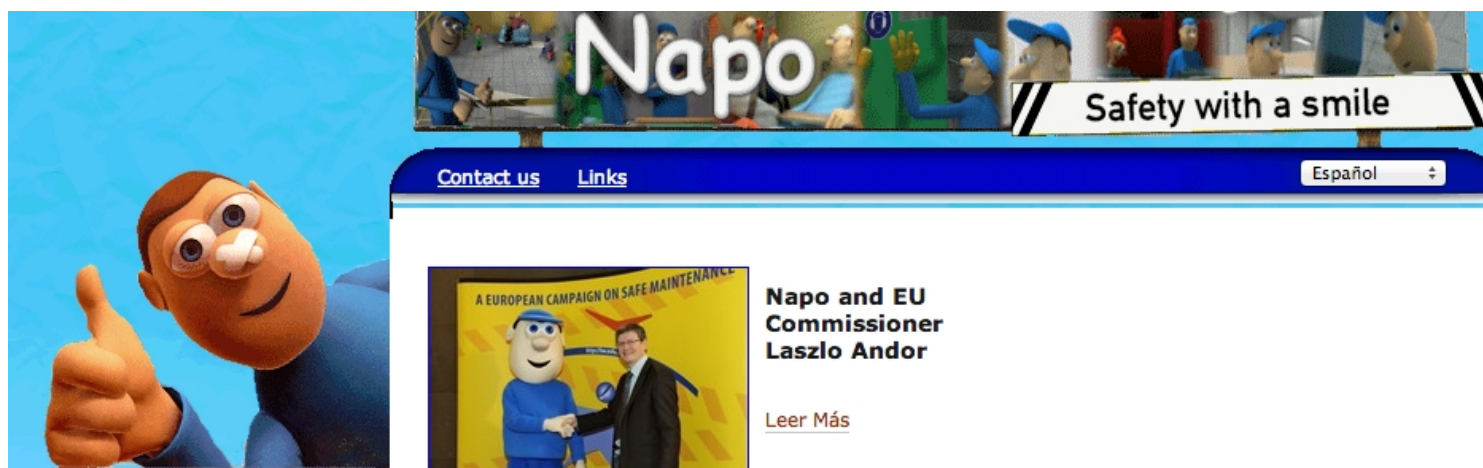 Napo
Safety with a smile
Contact us
Links
Español
A EUROPEAN CAMPAIGN ON SAFE MAINTENANCE
Napo and EU
Commissioner
Laszlo Andor
Leer Más